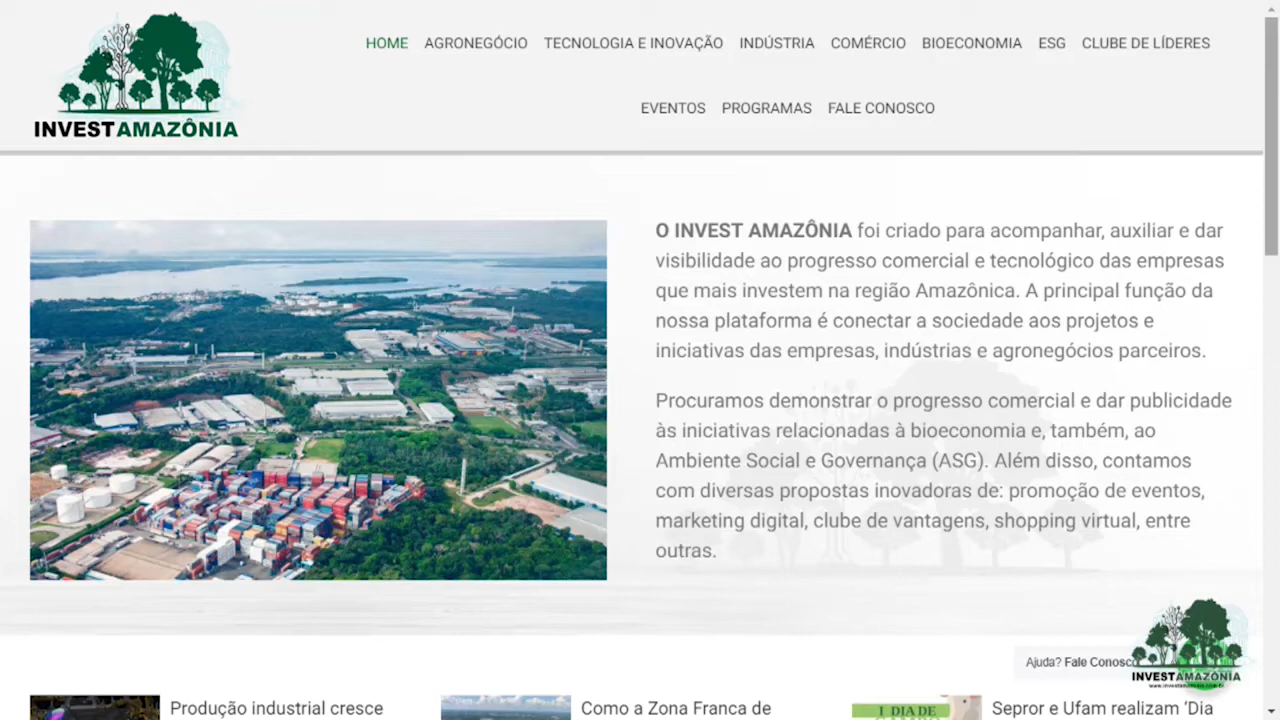 INVESTAMAZÔNIA
HOME AGRONEGÓCIO TECNOLOGIA E INOVAÇÃO INDÚSTRIA COMÉRCIO BIOECONOMIA ESG CLUBE DE LÍDERES
EVENTOS PROGRAMAS FALE CONOSCO
O INVEST AMAZÔNIA foi criado para acompanhar, auxiliar e dar
visibilidade ao progresso comercial e tecnológico das empresas
que mais investem na região Amazônica. A principal função da
nossa plataforma é conectar a sociedade aos projetos e
iniciativas das empresas, indústrias e agronegócios parceiros.
Procuramos demonstrar o progresso comercial e dar publicidade
às iniciativas relacionadas à bioeconomia e, também, ao
Ambiente Social e Governança (ASG). Além disso, contamos
com diversas propostas inovadoras de: promoção de eventos,
marketing digital, clube de vantagens, shopping virtual, entre
outras.
Ajuda? Fale Conosco
INVESTAMAZÔNIA
www.investamazonia.com.br
Produção industrial cresce
Como a Zona Franca de
1 DIA DE
Sepror e Ufam realizam ‘Dia